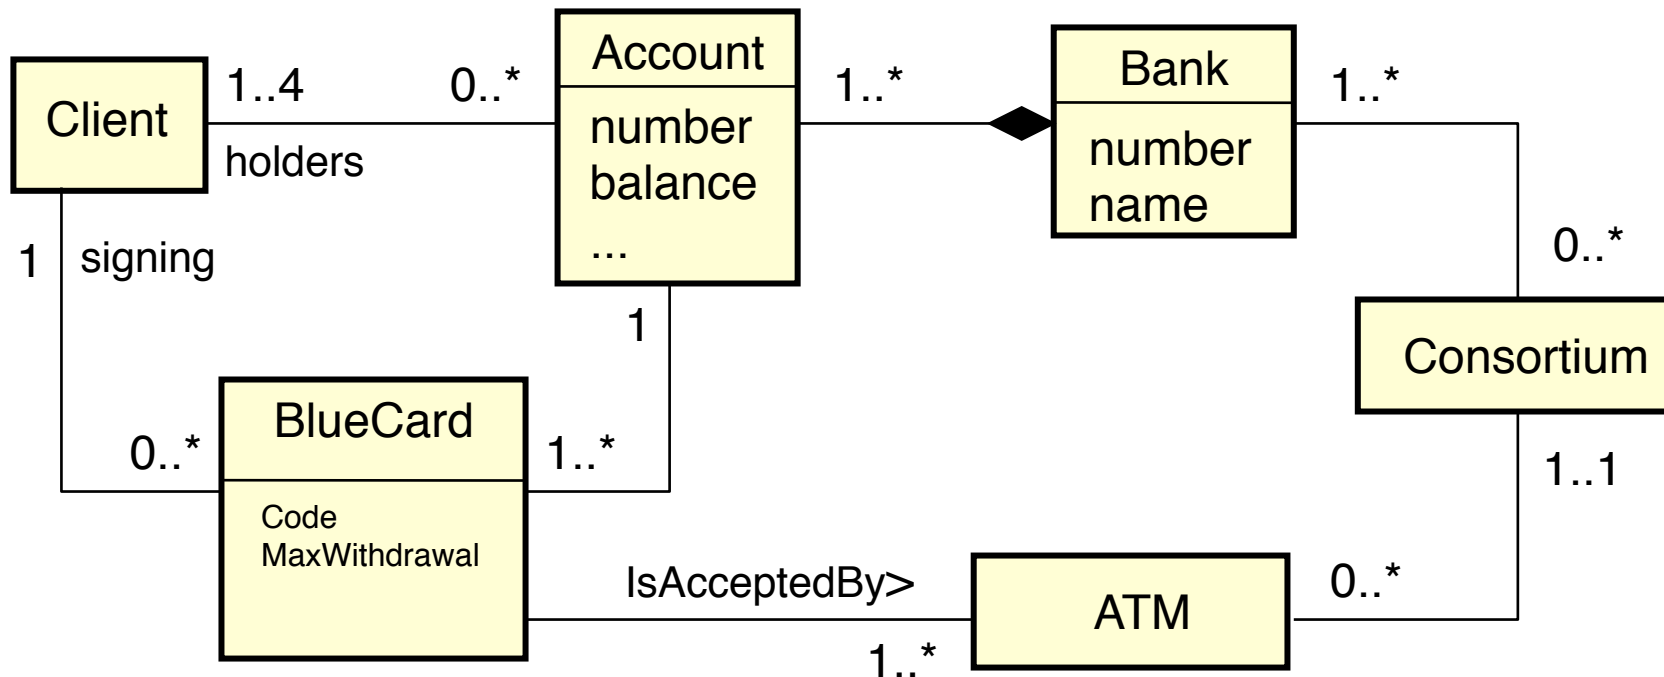 Client
1..4
holders
0..*
Account
number
balance
...
1..*
Bank
number
name
1..*
0..*
Consortium
1..1
1
signing
0..*
BlueCard
Code
MaxWithdrawal
1
1..*
IsAcceptedBy>
1..*
ATM
0..*